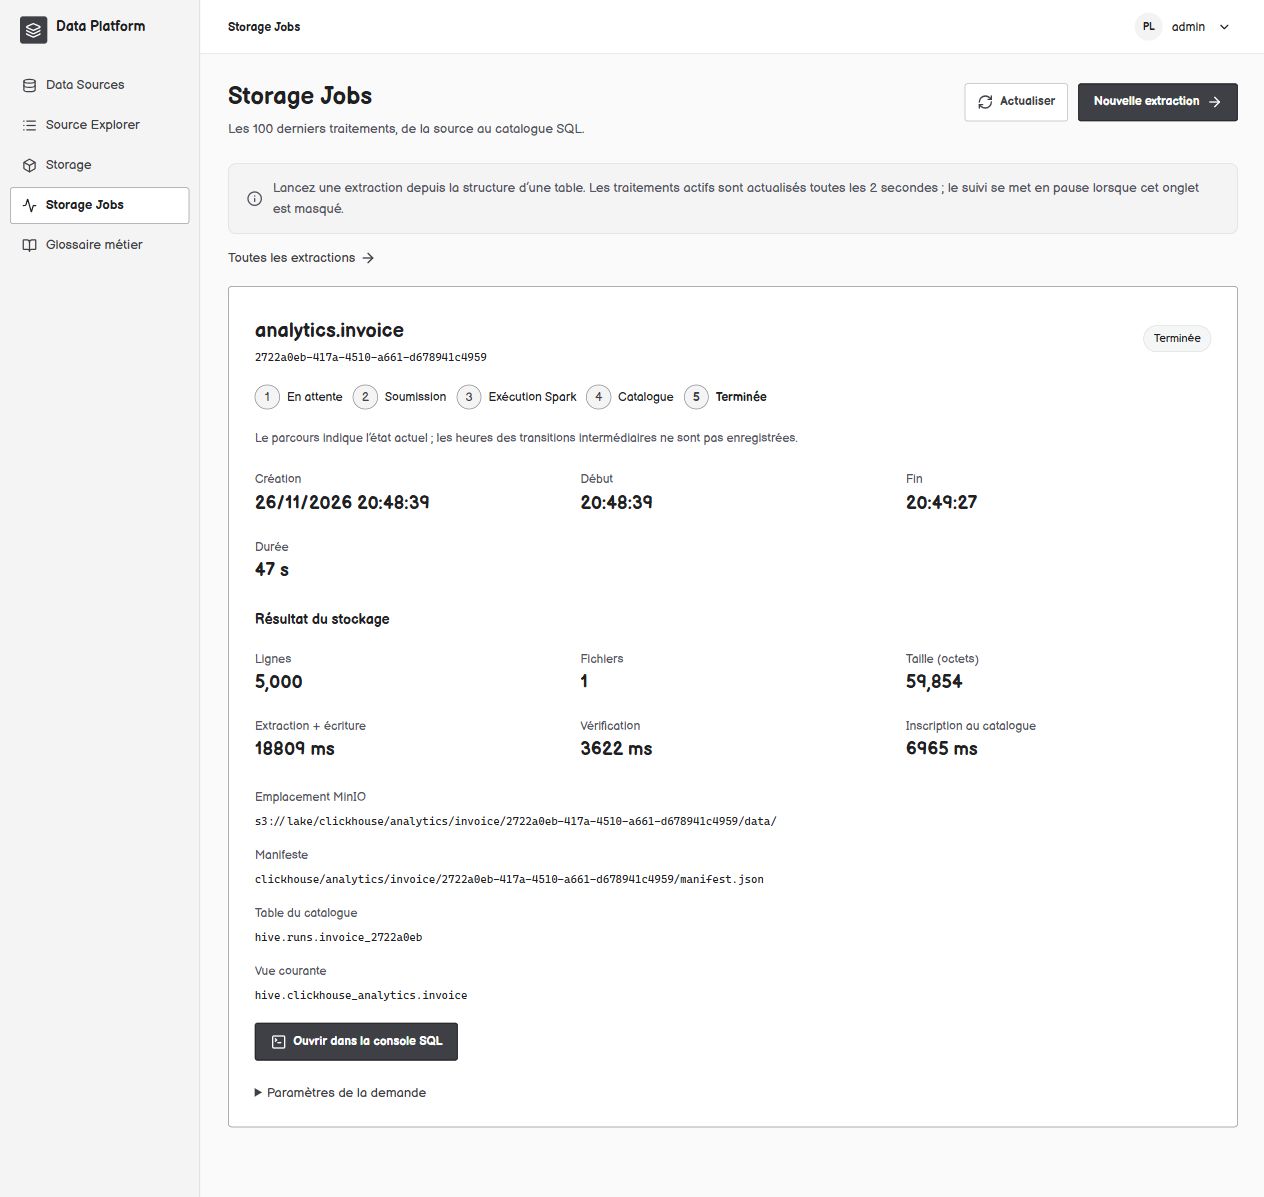 Data Platform
Storage Jobs
PL
admin
Data Sources
Source Explorer
Storage
Storage Jobs
Glossaire métier
Storage Jobs
Les 100 derniers traitements, de la source au catalogue SQL.
Actualiser
Nouvelle extraction
Lancez une extraction depuis la structure d’une table. Les traitements actifs sont actualisés toutes les 2 secondes ; le suivi se met en pause lorsque cet onglet
est masqué.
Toutes les extractions
analytics.invoice
Terminée
2722a0eb-417a-4510-a661-d678941c4959
1 En attente 2 Soumission 3 Exécution Spark 4 Catalogue 5 Terminée
Le parcours indique l’état actuel ; les heures des transitions intermédiaires ne sont pas enregistrées.
Création Début Fin
26/11/2026 20:48:39 20:48:39 20:49:27
Durée
47 s
Résultat du stockage
Lignes Fichiers Taille (octets)
5,000 1 59,854
Extraction + écriture Vérification Inscription au catalogue
18809 ms 3622 ms 6965 ms
Emplacement MinIO
s3://lake/clickhouse/analytics/invoice/2722a0eb-417a-4510-a661-d678941c4959/data/
Manifeste
clickhouse/analytics/invoice/2722a0eb-417a-4510-a661-d678941c4959/manifest.json
Table du catalogue
hive.runs.invoice_2722a0eb
Vue courante
hive.clickhouse_analytics.invoice
Ouvrir dans la console SQL
Paramètres de la demande